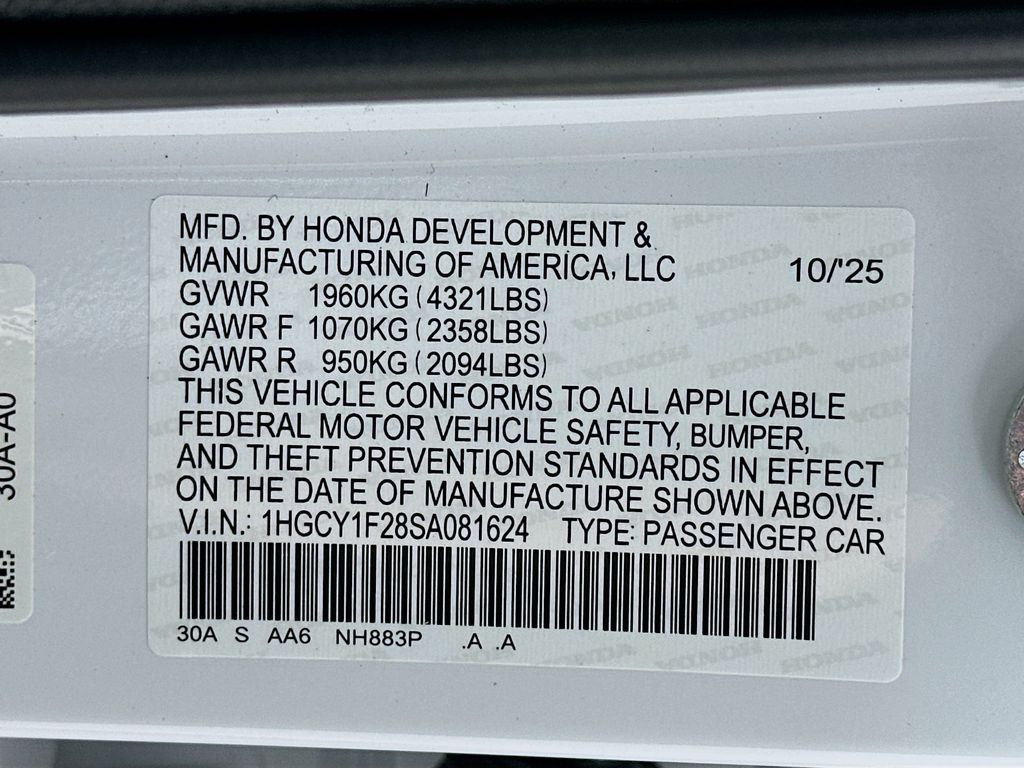 MFD. BY HONDA DEVELOPMENT &
MANUFACTURING OF AMERICA, LLC 10/'25
GVWR 1960KG (4321LBS)
GAWR F 1070KG (2358LBS)
GAWR R 950KG (2094LBS)
THIS VEHICLE CONFORMS TO ALL APPLICABLE
FEDERAL MOTOR VEHICLE SAFETY, BUMPER,
AND THEFT PREVENTION STANDARDS IN EFFECT
ON THE DATE OF MANUFACTURE SHOWN ABOVE.
V.I.N.: 1HGCY1F28SA081624 TYPE: PASSENGER CAR
30A S AA6 NH883P .A .A
30A-A0